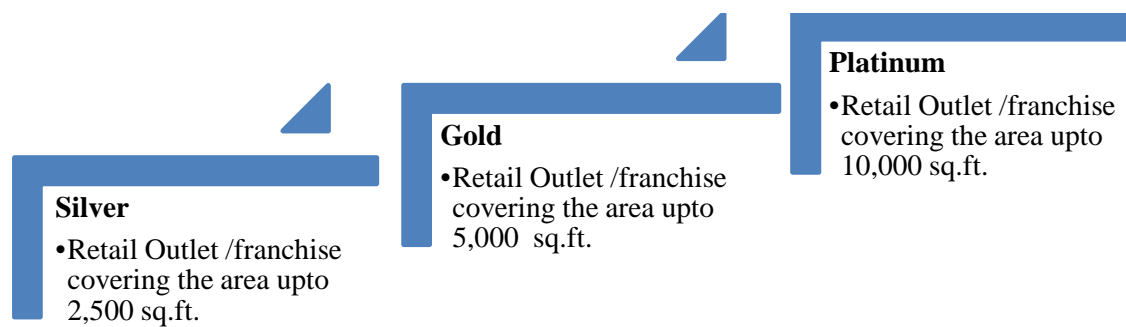 Silver
•Retail Outlet /franchise
covering the area upto
2,500 sq.ft.
Gold
•Retail Outlet /franchise
covering the area upto
5,000 sq.ft.
Platinum
•Retail Outlet /franchise
covering the area upto
10,000 sq.ft.